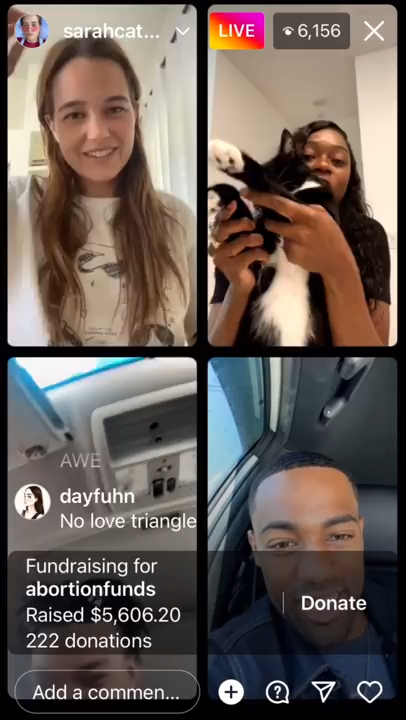 sarahcat...
LIVE
6,156
AWE
dayfuhn
No love triangle
Fundraising for
abortionfunds
Raised $5,606.20
222 donations
Donate
Add a commen...